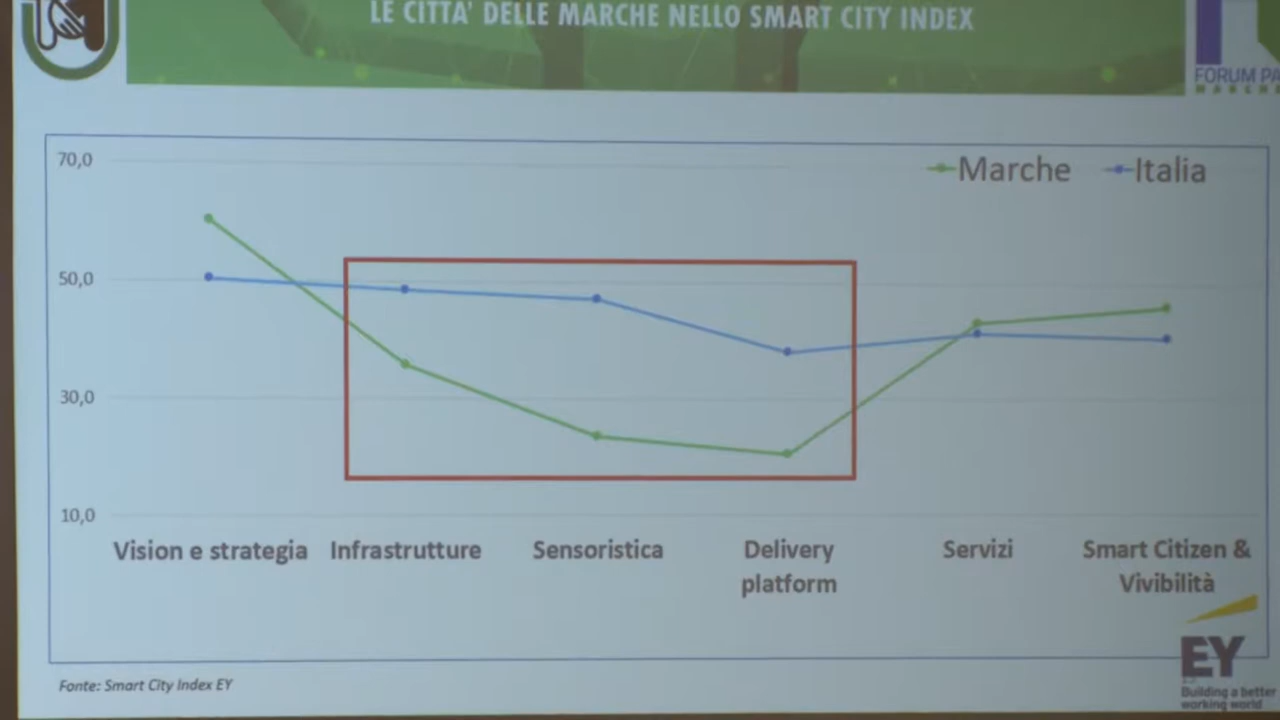 LE CITTA' DELLE MARCHE NELLO SMART CITY INDEX
FORUM PA
MARCHE
70,0
Marche
Italia
50,0
30,0
10,0
Vision e strategia
Infrastrutture
Sensoristica
Delivery
platform
Servizi
Smart Citizen &
Vivibilità
EY
Building a better
working world
Fonte: Smart City Index EY